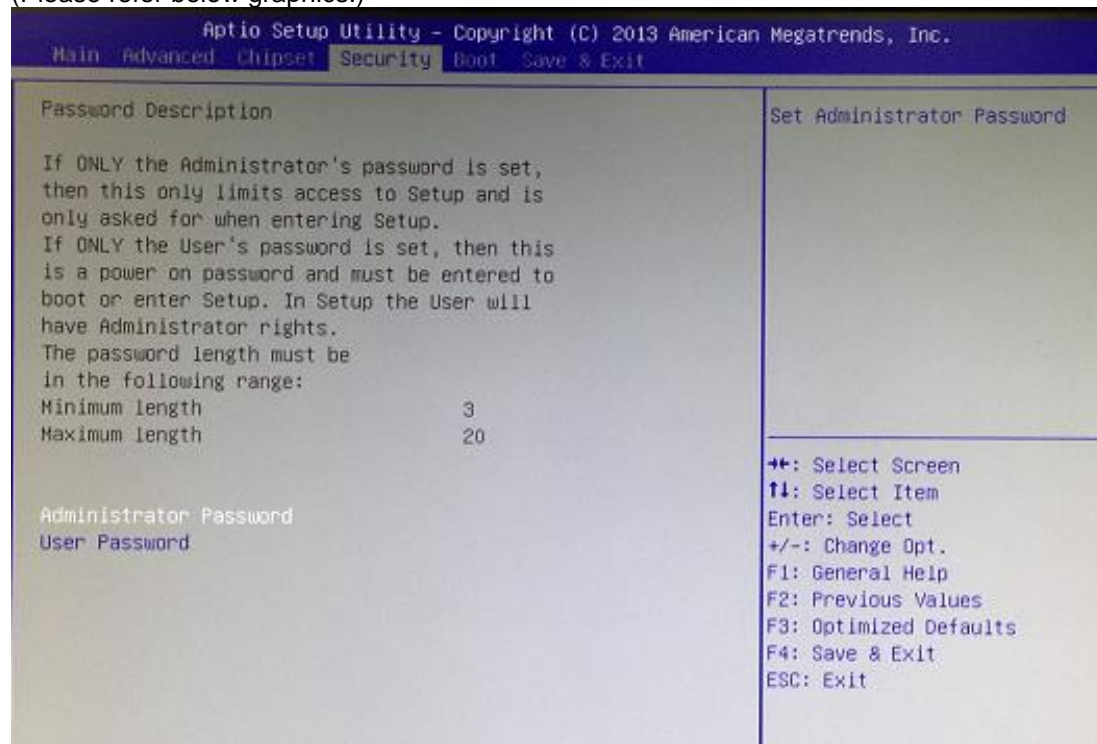 (Please refer below graphics.)
Aptio Setup Utility - Copyright (C) 2013 American Megatrends, Inc.
Main Advanced Chipset Security Boot Save & Exit
Password Description
If ONLY the Administrator's password is set,
then this only limits access to Setup and is
only asked for when entering Setup.
If ONLY the User's password is set, then this
is a power on password and must be entered to
boot or enter Setup. In Setup the User will
have Administrator rights.
The password length must be
in the following range:
Minimum length 3
Maximum length 20
Administrator Password
User Password
Set Administrator Password
→←: Select Screen
↑↓: Select Item
Enter: Select
+/-: Change Opt.
F1: General Help
F2: Previous Values
F3: Optimized Defaults
F4: Save & Exit
ESC: Exit